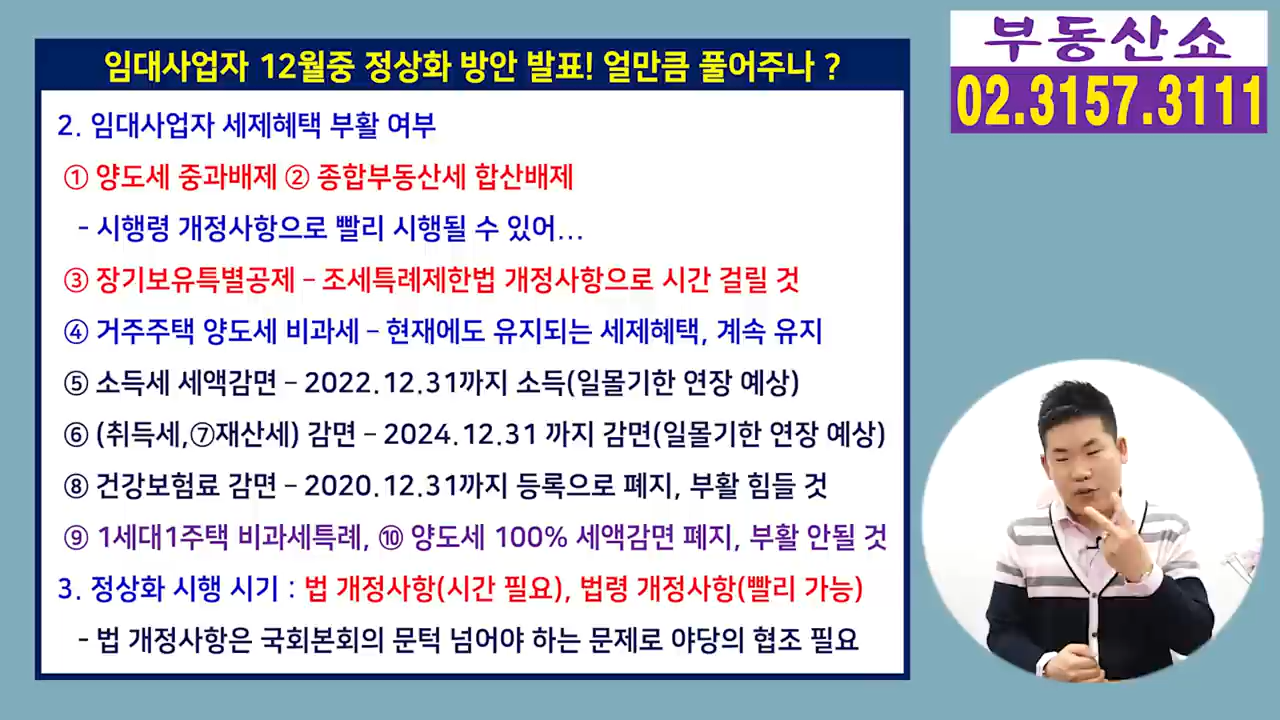 임대사업자 12월중 정상화 방안 발표! 얼만큼 풀어주나 ?
2. 임대사업자 세제혜택 부활 여부
① 양도세 중과배제 ② 종합부동산세 합산배제
- 시행령 개정사항으로 빨리 시행될 수 있어...
③ 장기보유특별공제 - 조세특례제한법 개정사항으로 시간 걸릴 것
④ 거주주택 양도세 비과세 - 현재에도 유지되는 세제혜택, 계속 유지
⑤ 소득세 세액감면 - 2022.12.31까지 소득(일몰기한 연장 예상)
⑥ (취득세,⑦재산세) 감면 - 2024.12.31 까지 감면(일몰기한 연장 예상)
⑧ 건강보험료 감면 - 2020.12.31까지 등록으로 폐지, 부활 힘들 것
⑨ 1세대1주택 비과세특례, ⑩ 양도세 100% 세액감면 폐지, 부활 안될 것
3. 정상화 시행 시기 : 법 개정사항(시간 필요), 법령 개정사항(빨리 가능)
- 법 개정사항은 국회본회의 문턱 넘어야 하는 문제로 야당의 협조 필요
부동산쇼
02.3157.3111